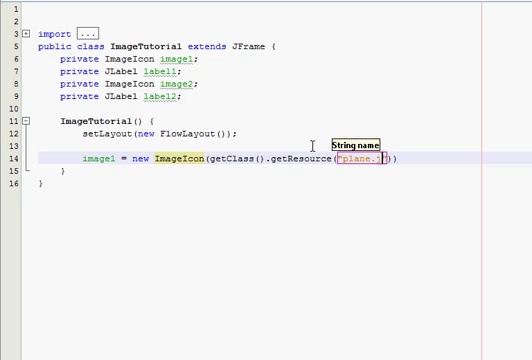 1
2
3 import ...
5 public class ImageTutorial extends JFrame {
6 private ImageIcon image1;
7 private JLabel label1;
8 private ImageIcon image2;
9 private JLabel label2;
10
11 ImageTutorial() {
12 setLayout(new FlowLayout());
13
String name
14 image1 = new ImageIcon(getClass().getResource("plane.j"))
15 }
16 }